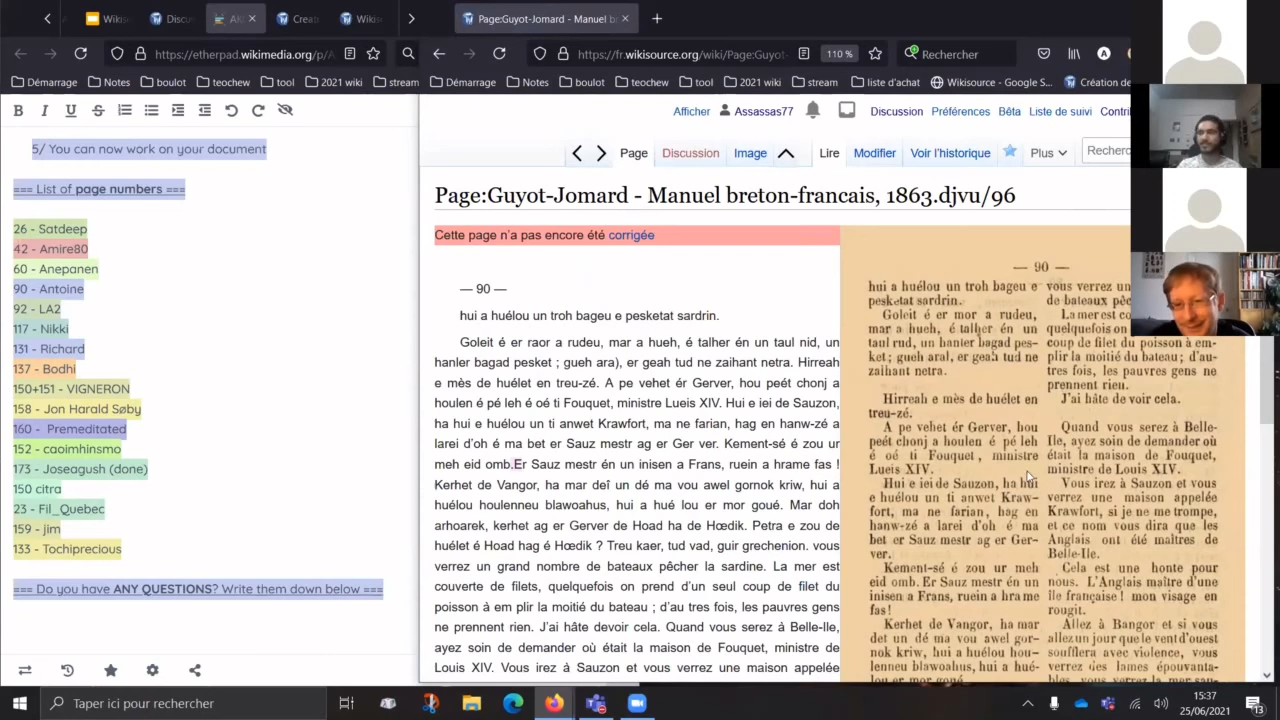 Wikise
Discu
AK
Create
Wikise
Page:Guyot-Jomard - Manuel br
https://etherpad.wikimedia.org/p/A
https://fr.wikisource.org/wiki/Page:Guyot-
110 %
Rechercher
A
Démarrage
Notes
boulot
teochew
tool
2021 wiki
stream
Démarrage
Notes
boulot
teochew
tool
2021 wiki
stream
liste d'achat
Wikisource - Google S...
Création de
5/ You can now work on your document
=== List of page numbers ===
26 - Satdeep
42 - Amire80
60 - Anepanen
90 - Antoine
92 - LA2
117 - Nikki
131 - Richard
137 - Bodhi
150+151 - VIGNERON
158 - Jon Harald Søby
160 - Premeditated
152 - caoimhinsmo
173 - Joseagush (done)
150 citra
23 - Fil_Quebec
159 - jim
133 - Tochiprecious
=== Do you have ANY QUESTIONS? Write them down below ===
Afficher
Assassas77
Discussion
Préférences
Bêta
Liste de suivi
Contri
Page
Discussion
Image
Lire
Modifier
Voir l'historique
Plus
Recherc
Page:Guyot-Jomard - Manuel breton-francais, 1863.djvu/96
Cette page n'a pas encore été corrigée
— 90 —
hui a huélou un troh bageu e pesketat sardrin.
Goleit é er raor a rudeu, mar a hueh, é talher én un taul nid, un
hanler bagad pesket ; gueh ara), er geah tud ne zaihant netra. Hirreah
e mès de huélet en treu-zé. A pe vehet ér Gerver, hou peét chonj a
houlen é pé leh é oé ti Fouquet, ministre Lueis XIV. Hui e iei de Sauzon,
ha hui e huélou un ti anwet Krawfort, ma ne farian, hag en hanw-zé a
larei d'oh é ma bet er Sauz mestr ag er Ger ver. Kement-sé é zou ur
meh eid omb.Er Sauz mestr én un inisen a Frans, ruein a hrame fas !
Kerhet de Vangor, ha mar deî un dé ma vou awel gornok kriw, hui a
huélou houlenneu blawoahus, hui a hué lou er mor goué. Mar doh
arhoarek, kerhet ag er Gerver de Hoad ha de Hœdik. Petra e zou de
huélet é Hoad hag é Hœdik ? Treu kaer, tud vad, guir grechenion. vous
verrez un grand nombre de bateaux pêcher la sardine. La mer est
couverte de filets, quelquefois on prend d'un seul coup de filet du
poisson à em plir la moitié du bateau ; d'au tres fois, les pauvres gens
ne prennent rien. J'ai hâte devoir cela. Quand vous serez à Belle-Ile,
ayez soin de demander où était la maison de Fouquet, ministre de
Louis XIV. Vous irez à Sauzon et vous verrez une maison appelée
— 90 —
hui a huélou un troh bageu e
pesketat sardrin.
Goleit é er mor a rudeu,
mar a hueh, é talher én un
taul rud, un hanler bagad pes-
ket ; gueh aral, er geah tud ne
zaihant netra.
Hirreah e mès de huélet en
treu-zé.
A pe vehet ér Gerver, hou
peét chonj a houlen é pé leh
é oé ti Fouquet, ministre
Lueis XIV.
Hui e iei de Sauzon, ha hui
e huélou un ti anwet Kraw-
fort, ma ne farian, hag en
hanw-zé a larei d'oh é ma
bet er Sauz mestr ag er Ger-
ver.
Kement-sé é zou ur meh
eid omb. Er Sauz mestr én un
inisen a Frans, ruein a hra me
fas !
Kerhet de Vangor, ha mar
det un dé ma vou awel gor-
nok kriw, hui a huélou hou-
lenneu blawoahus, hui a hué-
lou er mor goué.
vous verrez un
de bateaux pêc
La mer est co
quelquefois on
coup de filet du poisson à em-
plir la moitié du bateau ; d'au-
tres fois, les pauvres gens ne
prennent rien.
J'ai hâte de voir cela.
Quand vous serez à Belle-
Ile, ayez soin de demander où
était la maison de Fouquet,
ministre de Louis XIV.
Vous irez à Sauzon et vous
verrez une maison appelée
Krawfort, si je ne me trompe,
et ce nom vous dira que les
Anglais ont été maîtres de
Belle-Ile.
Cela est une honte pour
nous. L'Anglais maître d'une
île française ! mon visage en
rougit.
Allez à Bangor et si vous
allez un jour que le vent d'ouest
soufflera avec violence, vous
verrez des lames épouvanta-
bles, vous verrez la mer sau-
Taper ici pour rechercher
15:37
25/06/2021
13